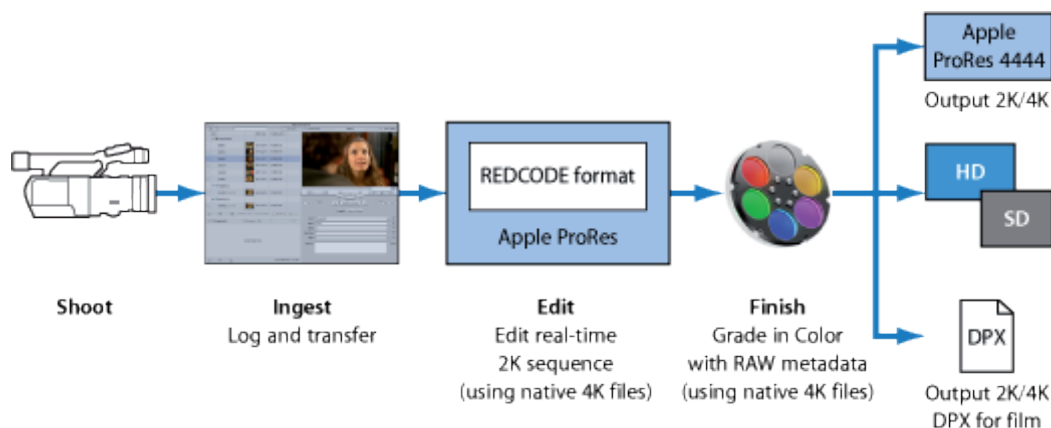 Shoot
Ingest
Log and transfer
REDCODE format
Apple ProRes
Edit
Edit real-time
2K sequence
(using native 4K files)
Finish
Grade in Color
with RAW metadata
(using native 4K files)
Apple
ProRes 4444
Output 2K/4K
HD
SD
DPX
Output 2K/4K
DPX for film